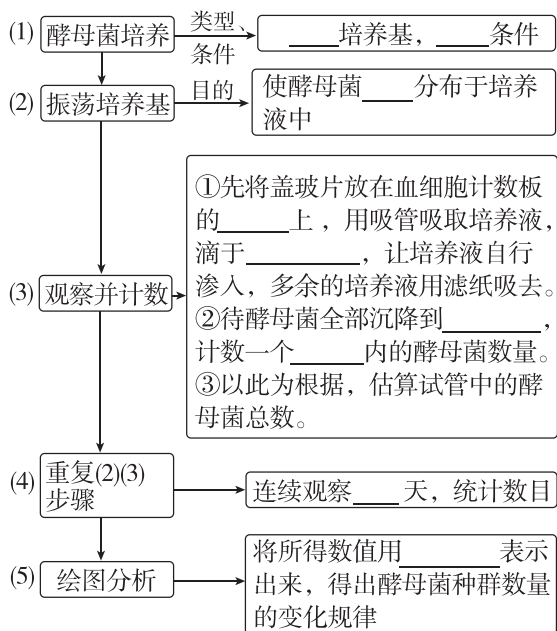 (1) 酵母菌培养 类型、条件 ____培养基，____条件
(2) 振荡培养基 目的 使酵母菌____分布于培养
液中
①先将盖玻片放在血细胞计数板
的______上，用吸管吸取培养液，
滴于__________，让培养液自行
渗入，多余的培养液用滤纸吸去。
(3) 观察并计数 ②待酵母菌全部沉降到________，
计数一个______内的酵母菌数量。
③以此为根据，估算试管中的酵
母菌总数。
(4) 重复(2)(3)
步骤
连续观察____天，统计数目
(5) 绘图分析
将所得数值用________表示
出来，得出酵母菌种群数量
的变化规律